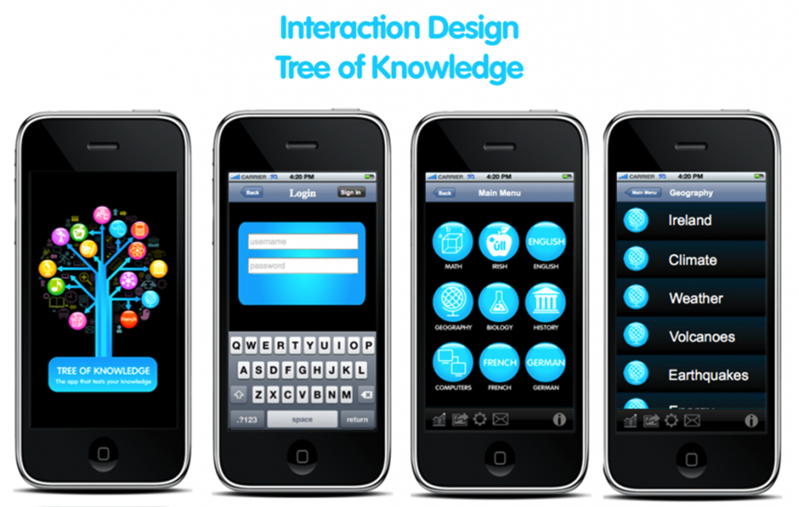 Interaction Design
Tree of Knowledge
French
TREE OF KNOWLEDGE
The app that tests your knowledge
CARRIER 4:20 PM
Back Login Sign In
username
password
Q W E R T Y U I O P
A S D F G H J K L
Z X C V B N M
.?123 space return
CARRIER 4:20 PM
Back Main Menu
úll ENGLISH
MATH IRISH ENGLISH
GEOGRAPHY BIOLOGY HISTORY
FRENCH GERMAN
COMPUTERS FRENCH GERMAN
CARRIER 4:20 PM
Main Menu Geography
Ireland
Climate
Weather
Volcanoes
Earthquakes
Energy